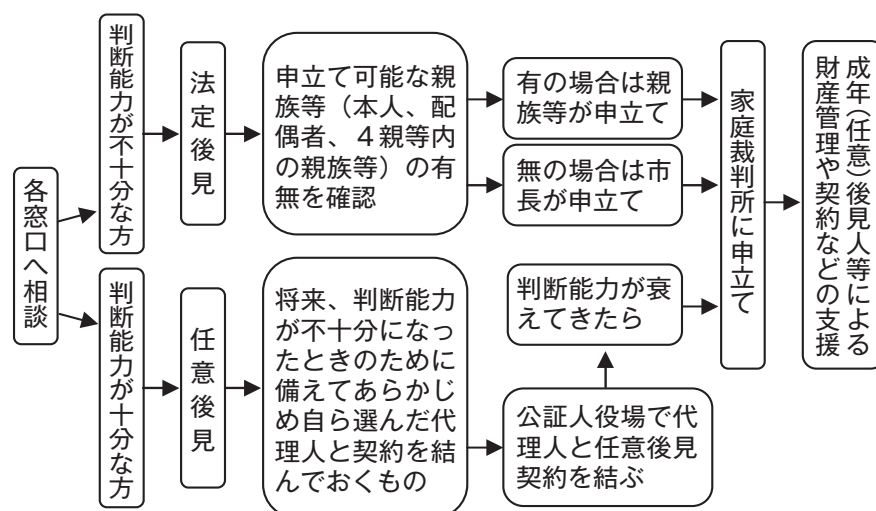 各窓口へ相談
判断能力が不十分な方
法定後見
申立て可能な親
族等（本人、配
偶者、４親等内
の親族等）の有
無を確認
有の場合は親
族等が申立て
無の場合は市
長が申立て
判断能力が十分な方
任意後見
将来、判断能力
が不十分になっ
たときのために
備えてあらかじ
め自ら選んだ代
理人と契約を結
んでおくもの
公証人役場で代
理人と任意後見
契約を結ぶ
判断能力が衰
えてきたら
家庭裁判所に申立て
成年（任意）後見人等による
財産管理や契約などの支援